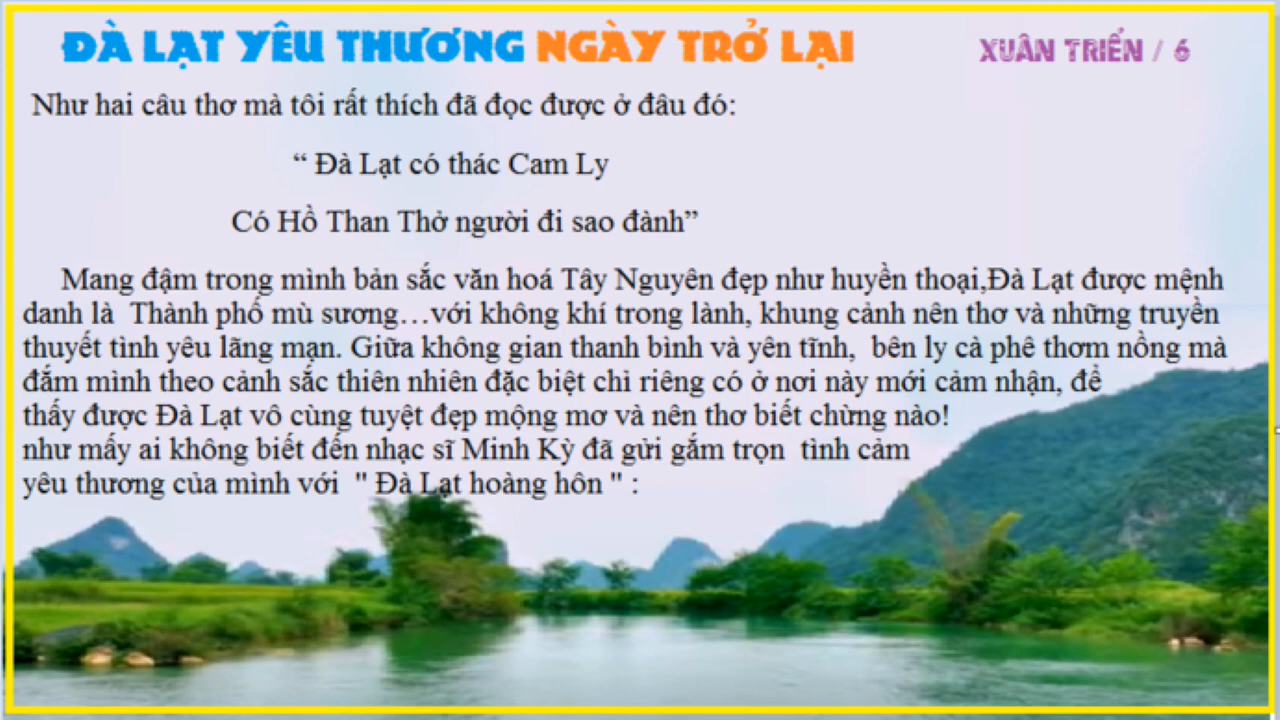 ĐÀ LẠT YÊU THƯƠNG NGÀY TRỞ LẠI
XUÂN TRIỂN / 6
Như hai câu thơ mà tôi rất thích đã đọc được ở đâu đó:
“ Đà Lạt có thác Cam Ly
Có Hồ Than Thở người đi sao đành”
Mang đậm trong mình bản sắc văn hoá Tây Nguyên đẹp như huyền thoại,Đà Lạt được mệnh
danh là Thành phố mù sương…với không khí trong lành, khung cảnh nên thơ và những truyền
thuyết tình yêu lãng mạn. Giữa không gian thanh bình và yên tĩnh, bên ly cà phê thơm nồng mà
đắm mình theo cảnh sắc thiên nhiên đặc biệt chỉ riêng có ở nơi này mới cảm nhận, để
thấy được Đà Lạt vô cùng tuyệt đẹp mộng mơ và nên thơ biết chừng nào!
như mấy ai không biết đến nhạc sĩ Minh Kỳ đã gửi gắm trọn tình cảm
yêu thương của mình với " Đà Lạt hoàng hôn " :